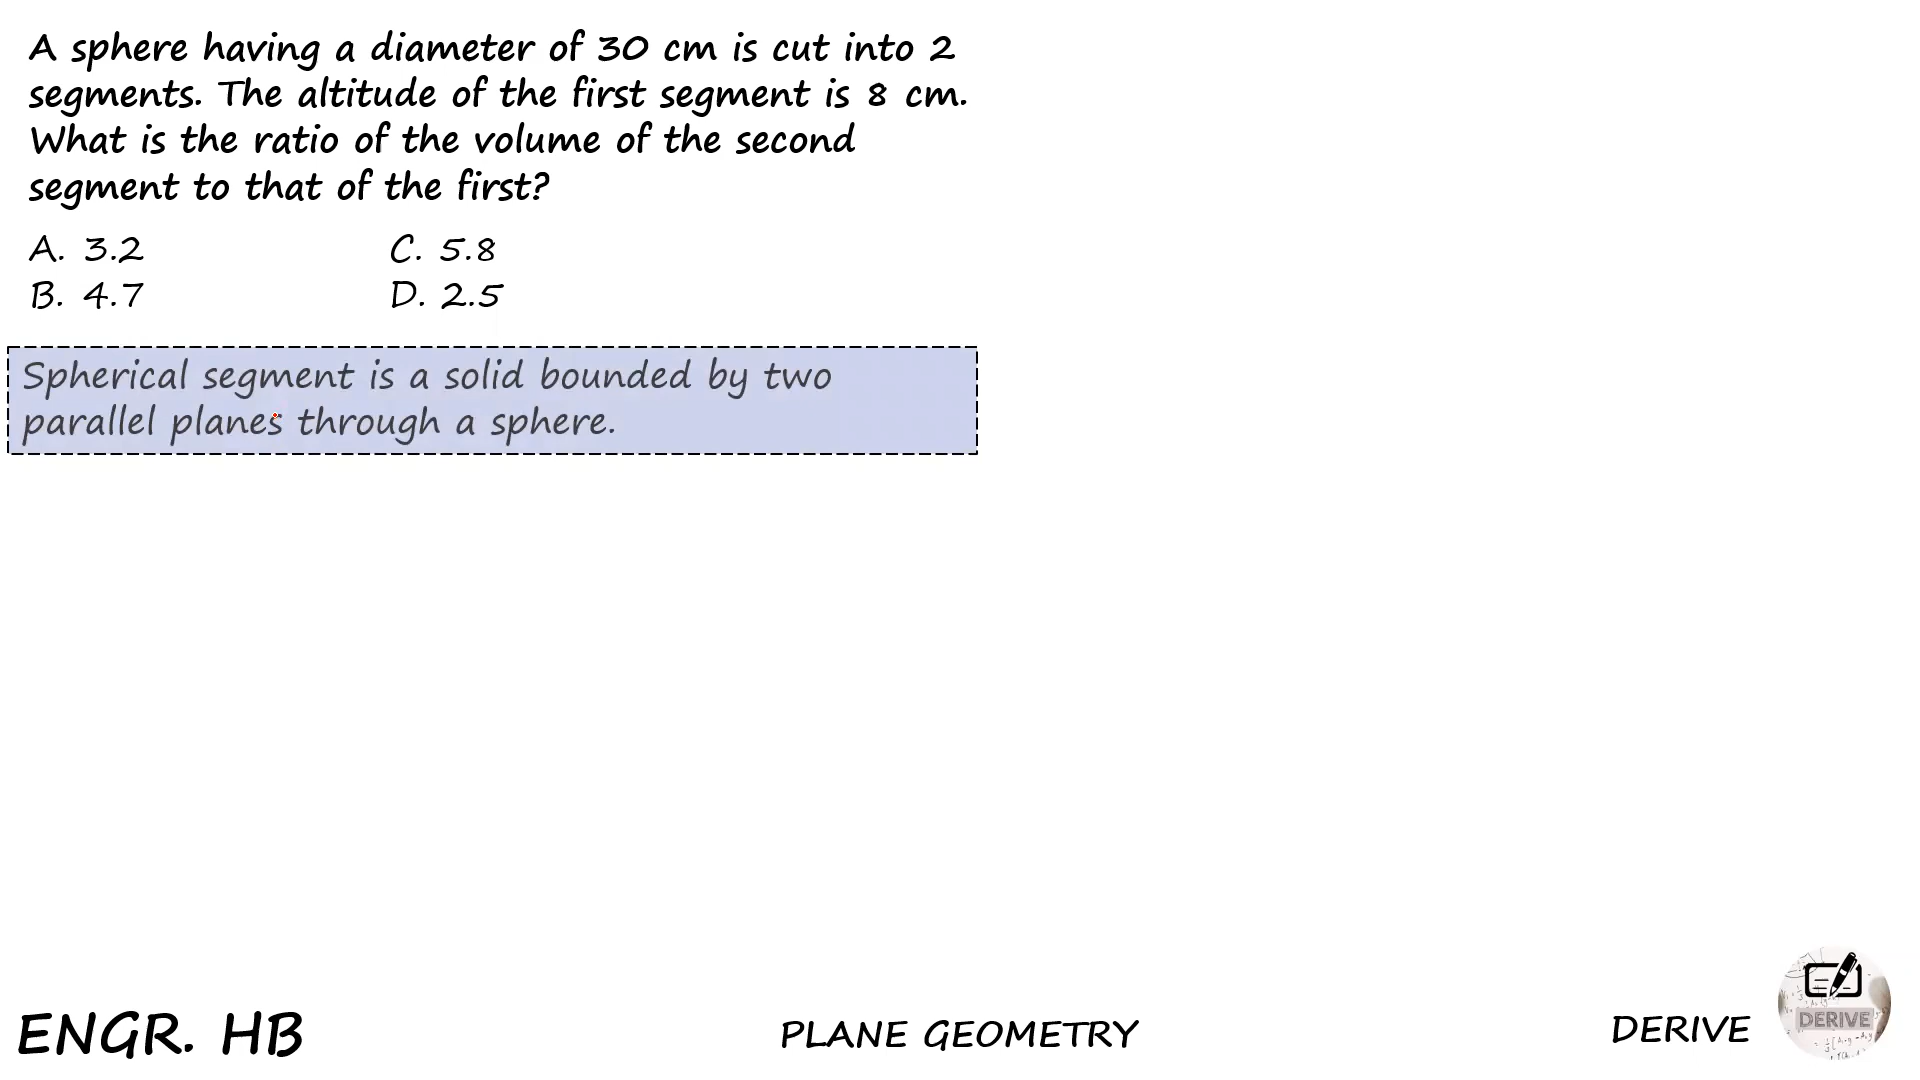 A sphere having a diameter of 30 cm is cut into 2
segments. The altitude of the first segment is 8 cm.
What is the ratio of the volume of the second
segment to that of the first?
A. 3.2
C. 5.8
B. 4.7
D. 2.5
Spherical segment is a solid bounded by two
parallel planes through a sphere.
ENGR. HB
PLANE GEOMETRY
DERIVE
DERIVE